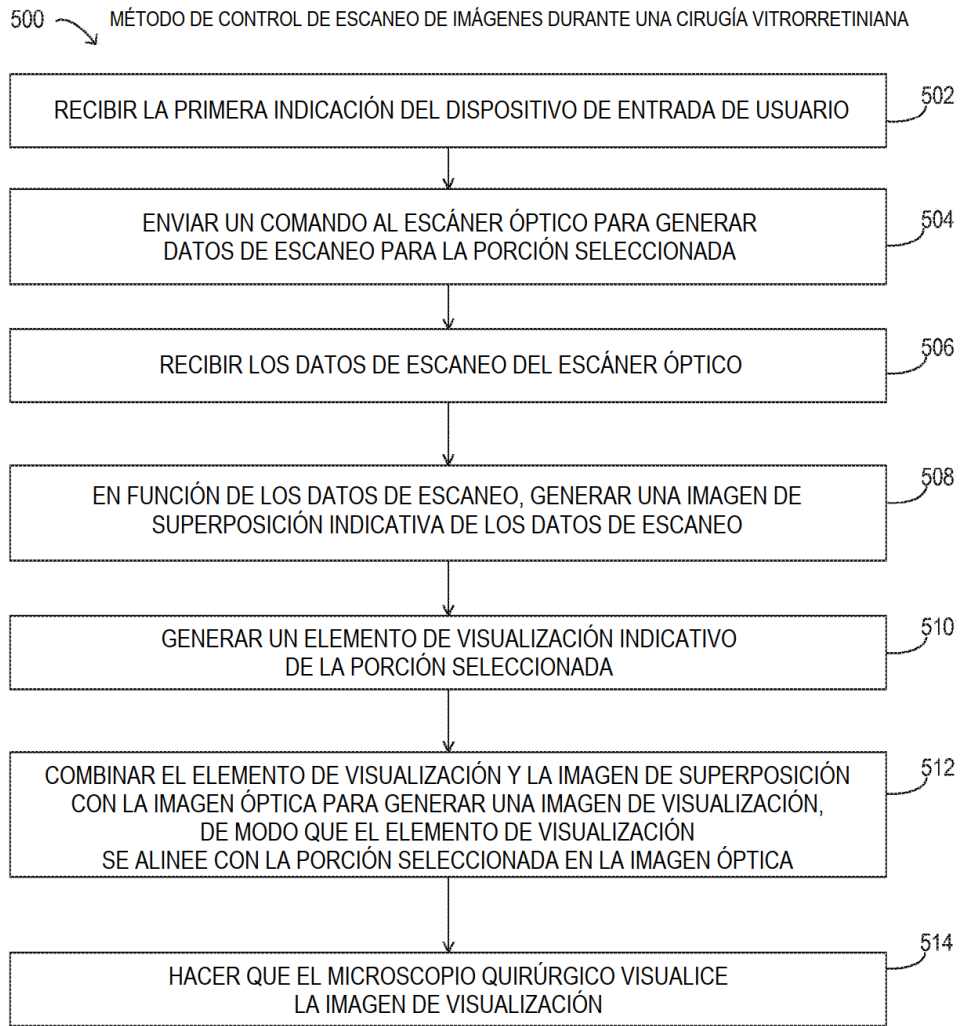 500 MÉTODO DE CONTROL DE ESCANEO DE IMÁGENES DURANTE UNA CIRUGÍA VITRORRETINIANA
502
RECIBIR LA PRIMERA INDICACIÓN DEL DISPOSITIVO DE ENTRADA DE USUARIO
504
ENVIAR UN COMANDO AL ESCÁNER ÓPTICO PARA GENERAR
DATOS DE ESCANEO PARA LA PORCIÓN SELECCIONADA
506
RECIBIR LOS DATOS DE ESCANEO DEL ESCÁNER ÓPTICO
508
EN FUNCIÓN DE LOS DATOS DE ESCANEO, GENERAR UNA IMAGEN DE
SUPERPOSICIÓN INDICATIVA DE LOS DATOS DE ESCANEO
510
GENERAR UN ELEMENTO DE VISUALIZACIÓN INDICATIVO
DE LA PORCIÓN SELECCIONADA
512
COMBINAR EL ELEMENTO DE VISUALIZACIÓN Y LA IMAGEN DE SUPERPOSICIÓN
CON LA IMAGEN ÓPTICA PARA GENERAR UNA IMAGEN DE VISUALIZACIÓN,
DE MODO QUE EL ELEMENTO DE VISUALIZACIÓN
SE ALINEE CON LA PORCIÓN SELECCIONADA EN LA IMAGEN ÓPTICA
514
HACER QUE EL MICROSCOPIO QUIRÚRGICO VISUALICE
LA IMAGEN DE VISUALIZACIÓN